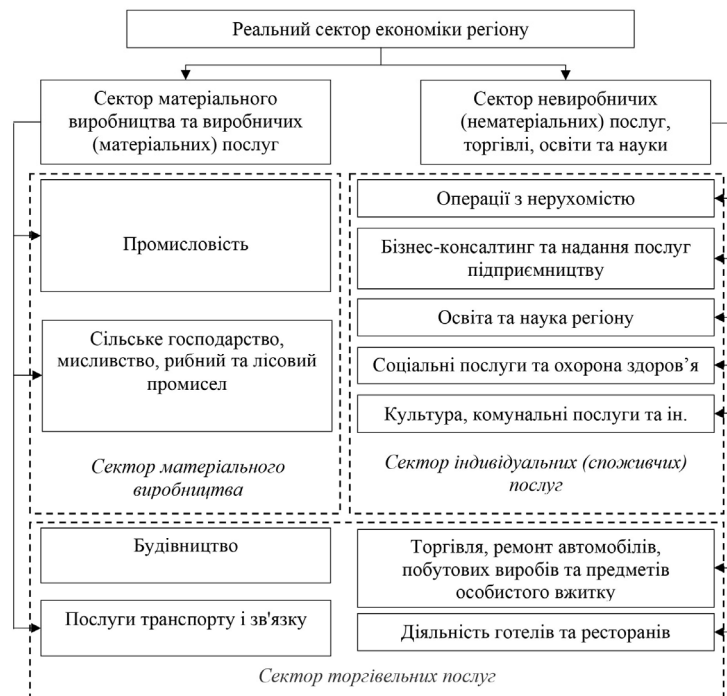 Реальний сектор економіки регіону
Сектор матеріального
виробництва та виробничих
(матеріальних) послуг
Сектор невиробничих
(нематеріальних) послуг,
торгівлі, освіти та науки
Промисловість
Сільське господарство,
мисливство, рибний та лісовий
промисел
Сектор матеріального
виробництва
Операції з нерухомістю
Бізнес-консалтинг та надання послуг
підприємництву
Освіта та наука регіону
Соціальні послуги та охорона здоров’я
Культура, комунальні послуги та ін.
Сектор індивідуальних (споживчих)
послуг
Будівництво
Послуги транспорту і зв'язку
Торгівля, ремонт автомобілів,
побутових виробів та предметів
особистого вжитку
Діяльність готелів та ресторанів
Сектор торгівельних послуг